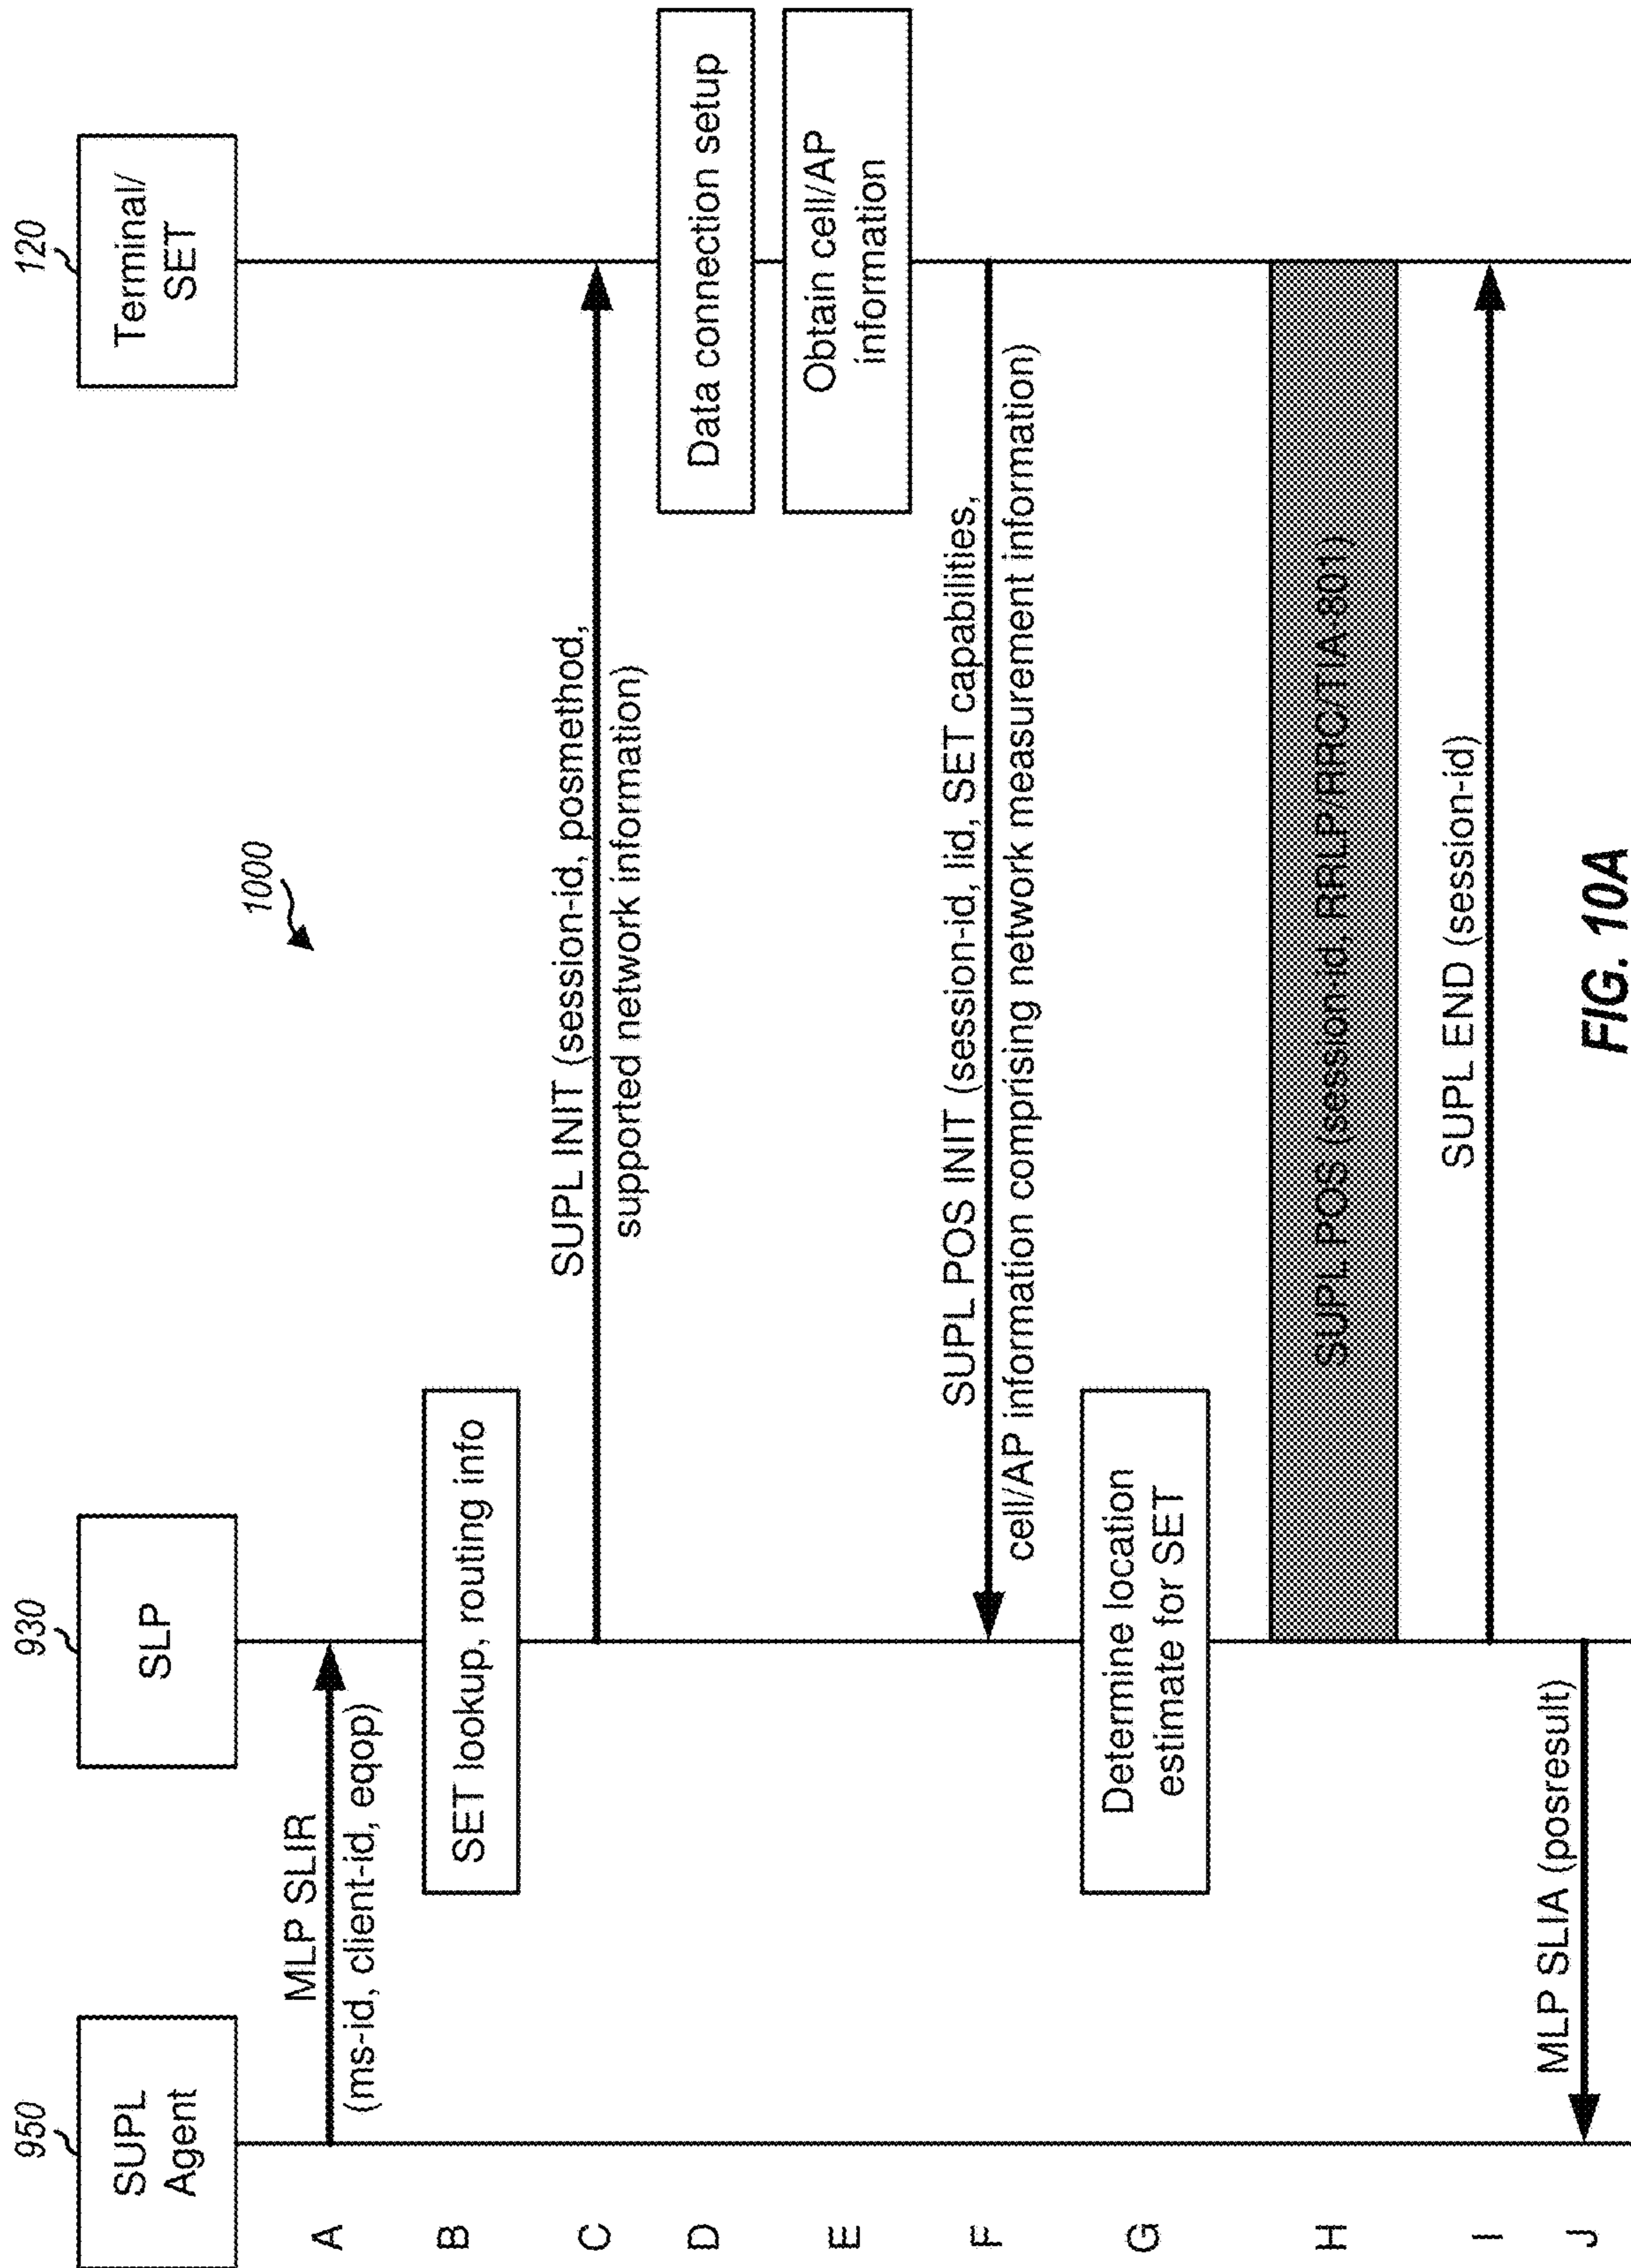 950
930
120
SUPL
Agent
SLP
Terminal/
SET
1000
A
MLP SLIR
(ms-id, client-id, eqop)
B
SET lookup, routing info
C
SUPL INIT (session-id, posmethod,
supported network information)
D
Data connection setup
E
Obtain cell/AP
information
F
SUPL POS INIT (session-id, lid, SET capabilities,
cell/AP information comprising network measurement information)
G
Determine location
estimate for SET
H
SUPL POS (session-id, RRLP/RRC/TIA-801)
I
SUPL END (session-id)
J
MLP SLIA (posresult)
FIG. 10A